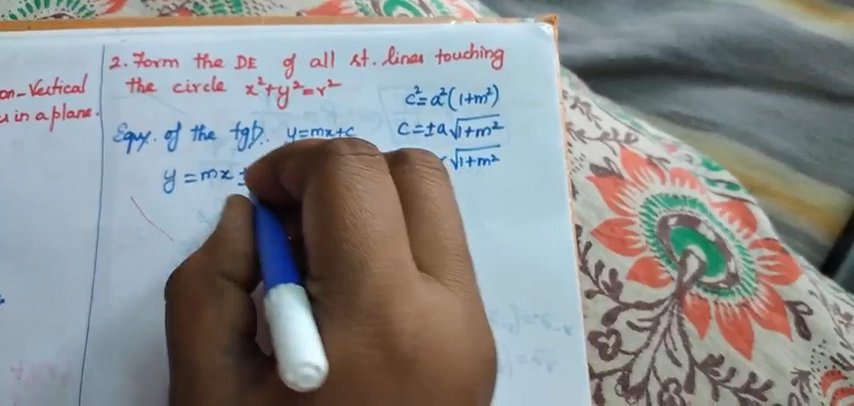 on-Vertical
in a plane.
2. Form the DE of all st. lines touching
the circle x²+y²=r²
c²=a²(1+m²)
Eqn. of the tgt. y=mx+c
c=±a√1+m²
√1+m²
y=mx±